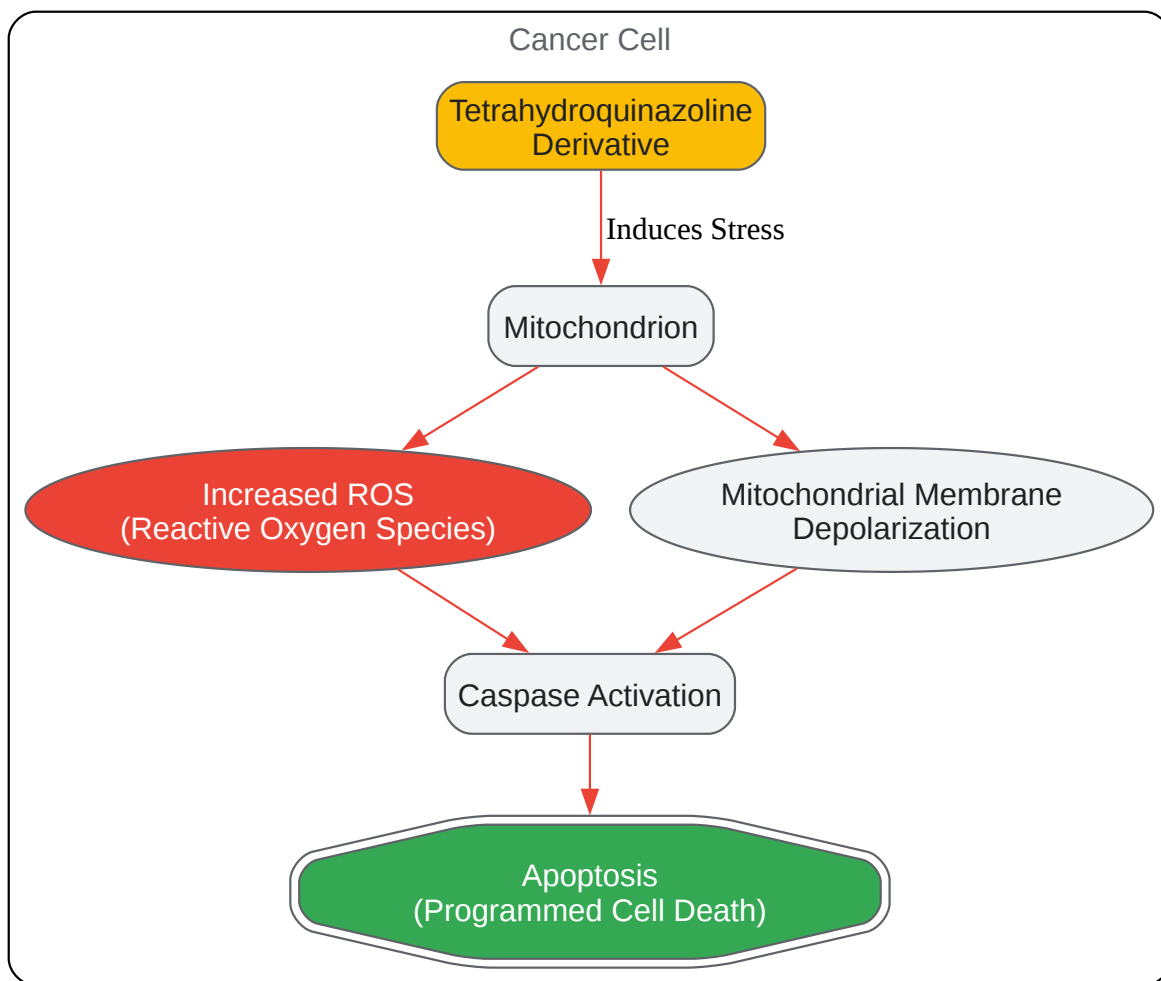 Cancer Cell
Tetrahydroquinazoline
Derivative
Induces Stress
Mitochondrion
Increased ROS
(Reactive Oxygen Species)
Mitochondrial Membrane
Depolarization
Caspase Activation
Apoptosis
(Programmed Cell Death)